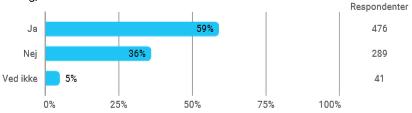 Respondenter
Ja 59% 476
Nej 36% 289
Ved ikke 5% 41
0% 25% 50% 75% 100%